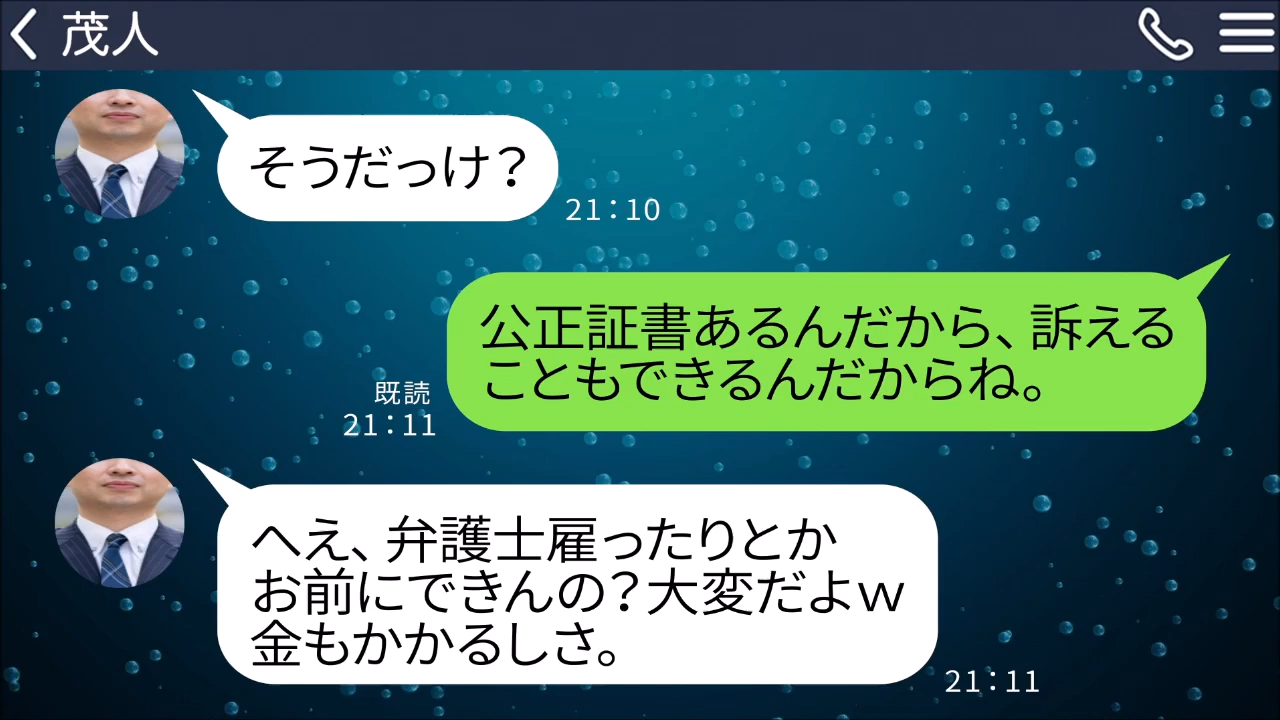 茂人
そうだっけ？
21：10
公正証書あるんだから、訴える
こともできるんだからね。
既読
21：11
へえ、弁護士雇ったりとか
お前にできんの？大変だよｗ
金もかかるしさ。
21：11